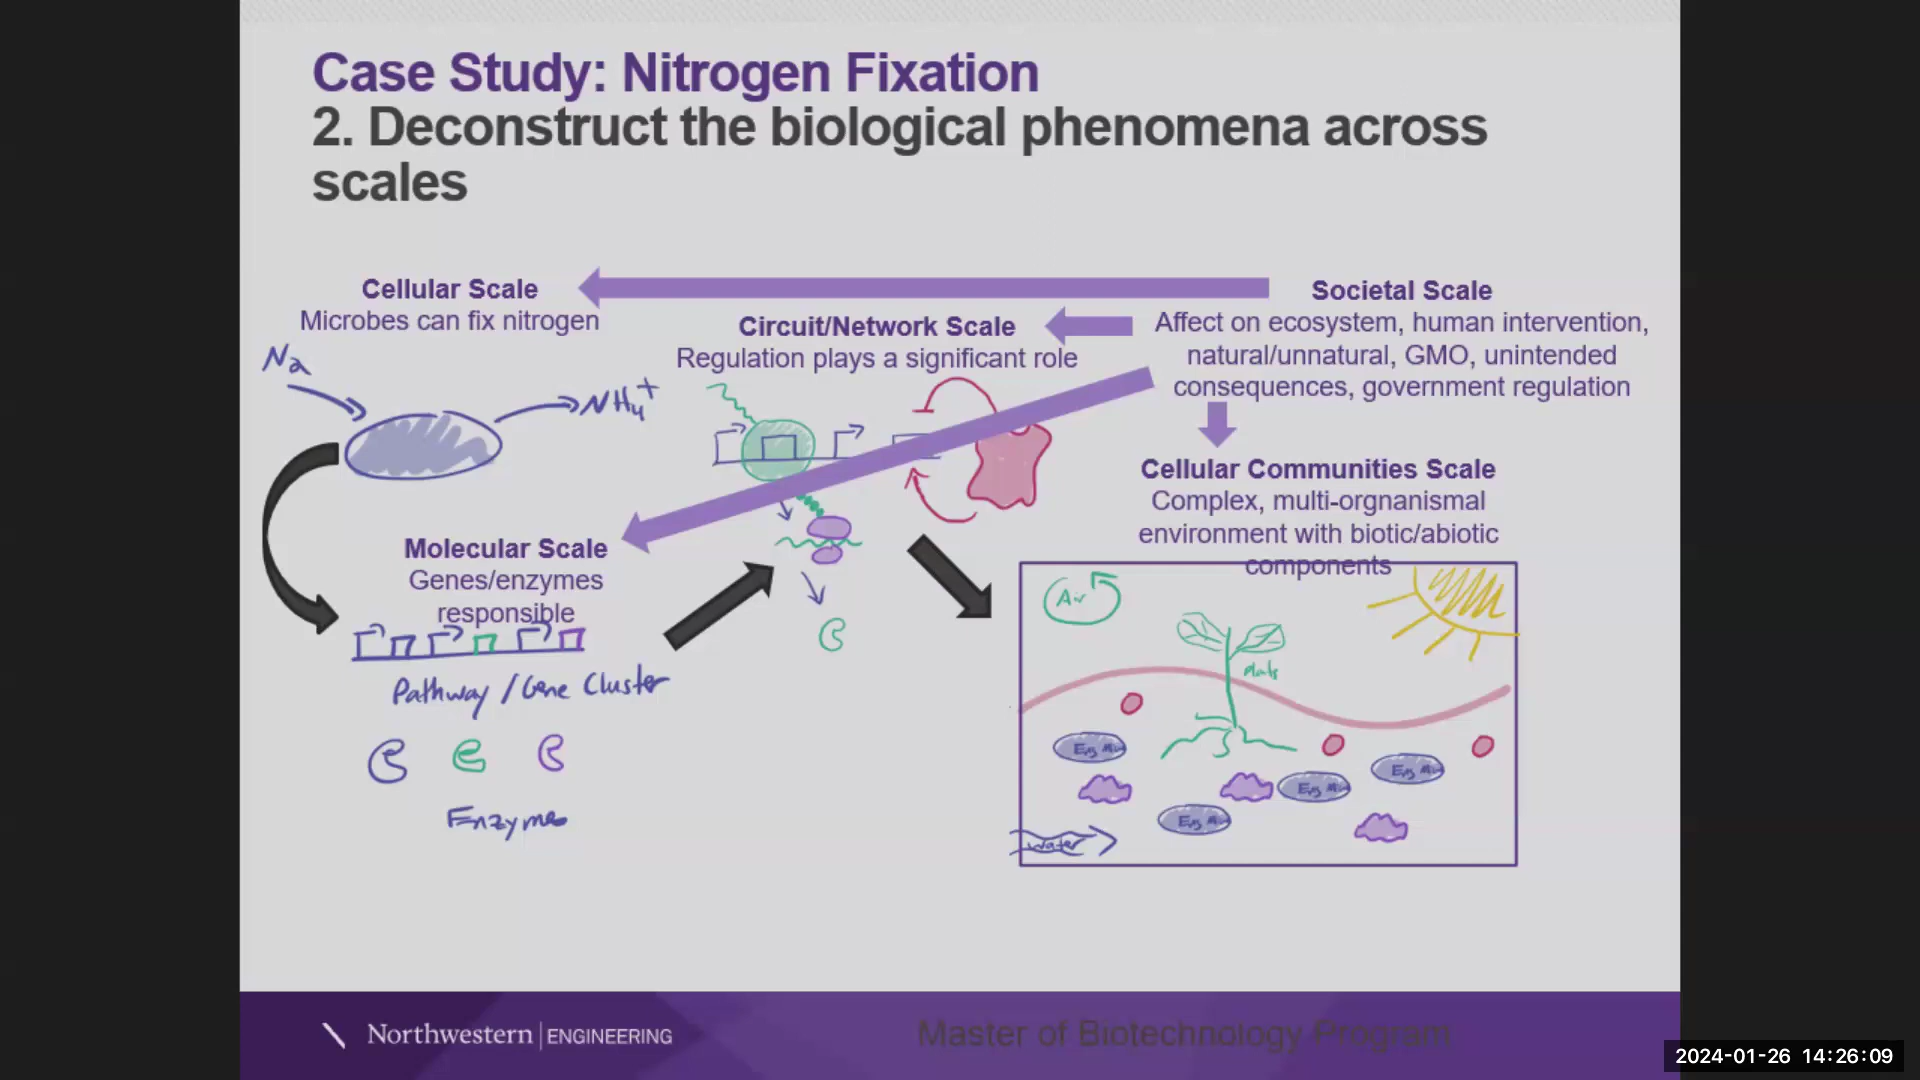 Case Study: Nitrogen Fixation
2. Deconstruct the biological phenomena across
scales
Cellular Scale
Microbes can fix nitrogen
Circuit/Network Scale
Regulation plays a significant role
Societal Scale
Affect on ecosystem, human intervention,
natural/unnatural, GMO, unintended
consequences, government regulation
N2
NH4+
Cellular Communities Scale
Complex, multi-orgnanismal
environment with biotic/abiotic
components
Molecular Scale
Genes/enzymes
responsible
Pathway / Gene Cluster
Enzymes
Air
Plants
Water
Northwestern | ENGINEERING
Master of Biotechnology Program
2024-01-26 14:26:09